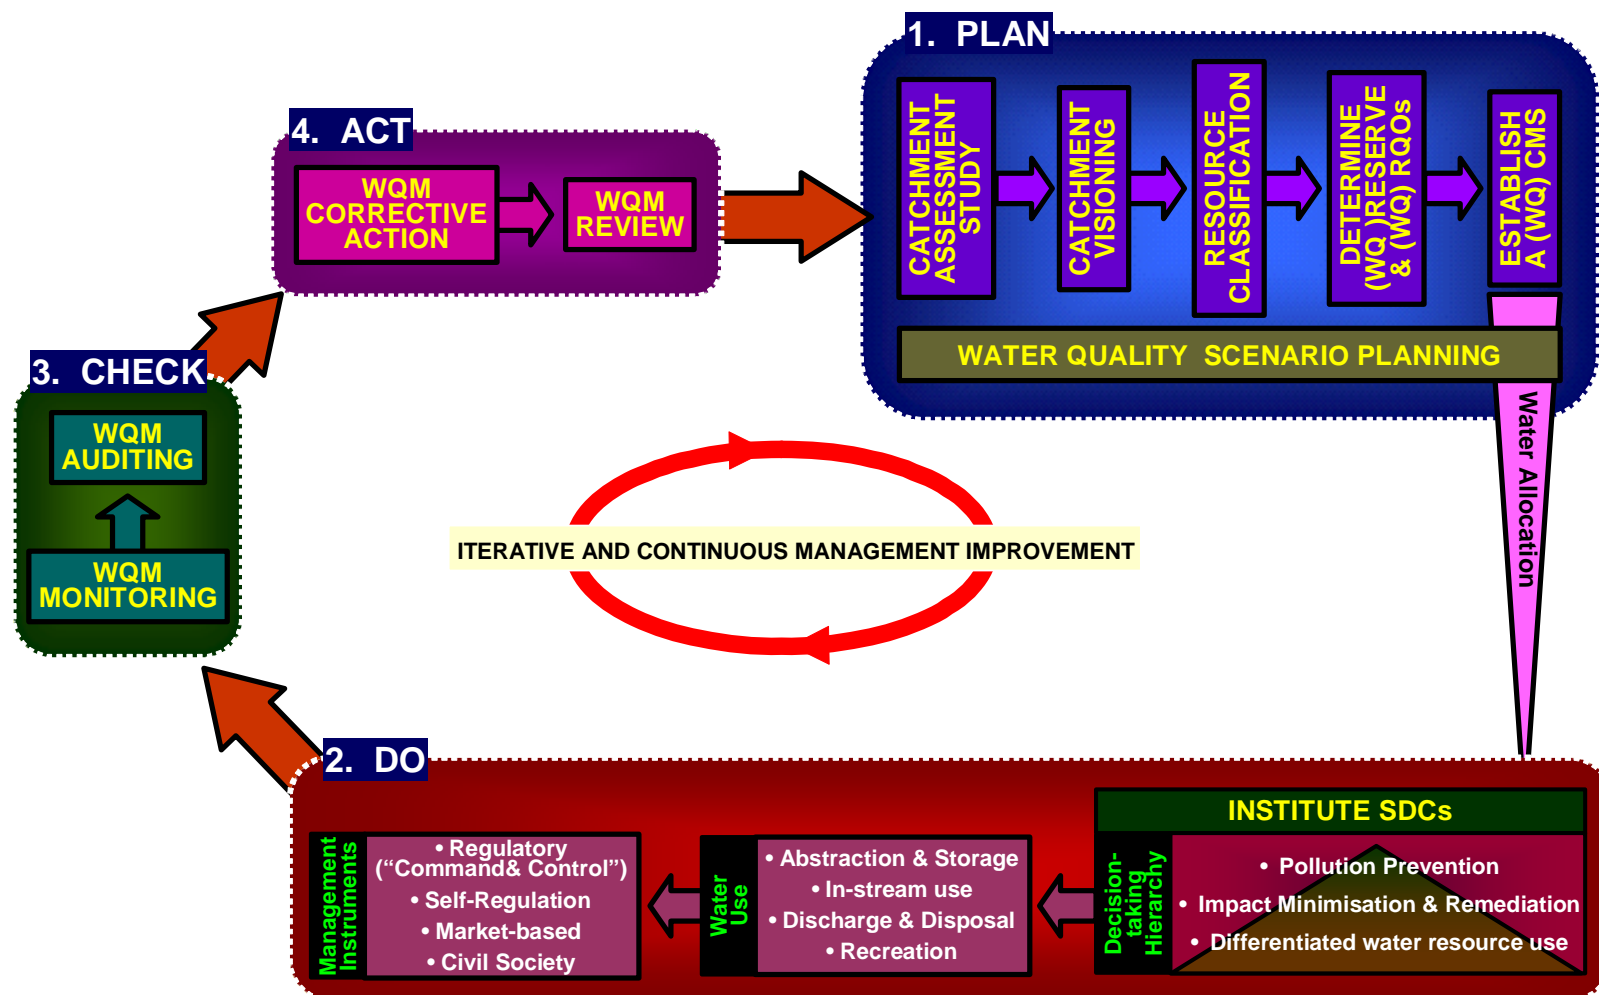 1. PLAN
CATCHMENT
ASSESSMENT
STUDY
CATCHMENT
VISIONING
RESOURCE
CLASSIFICATION
DETERMINE
(WQ )RESERVE
& (WQ) RQOs
ESTABLISH
A (WQ) CMS
WATER QUALITY SCENARIO PLANNING
Water Allocation
4. ACT
WQM
CORRECTIVE
ACTION
WQM
REVIEW
3. CHECK
WQM
AUDITING
WQM
MONITORING
ITERATIVE AND CONTINUOUS MANAGEMENT IMPROVEMENT
2. DO
Management
Instruments
• Regulatory
(“Command& Control”)
• Self-Regulation
• Market-based
• Civil Society
Water
Use
• Abstraction & Storage
• In-stream use
• Discharge & Disposal
• Recreation
INSTITUTE SDCs
Decision-
taking
Hierarchy
• Pollution Prevention
• Impact Minimisation & Remediation
• Differentiated water resource use